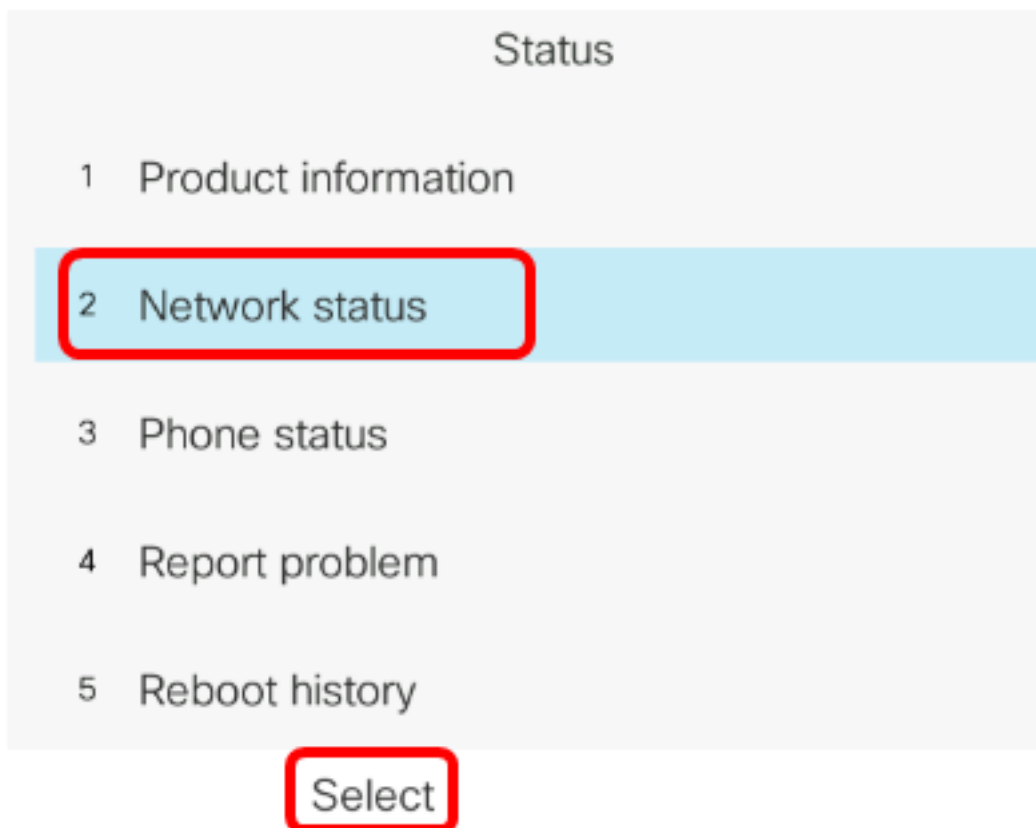 Status
1 Product information
2 Network status
3 Phone status
4 Report problem
5 Reboot history
Select